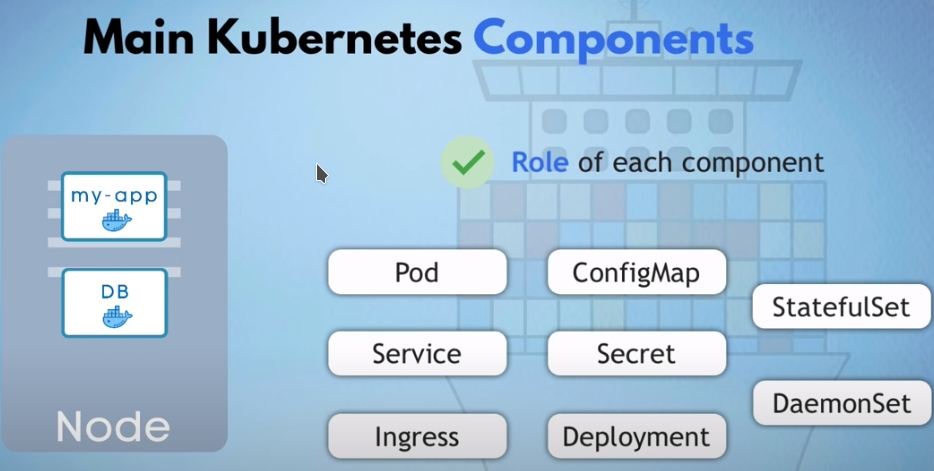 Main Kubernetes Components
Role of each component
my-app
DB
Node
Pod
ConfigMap
StatefulSet
Service
Secret
DaemonSet
Ingress
Deployment